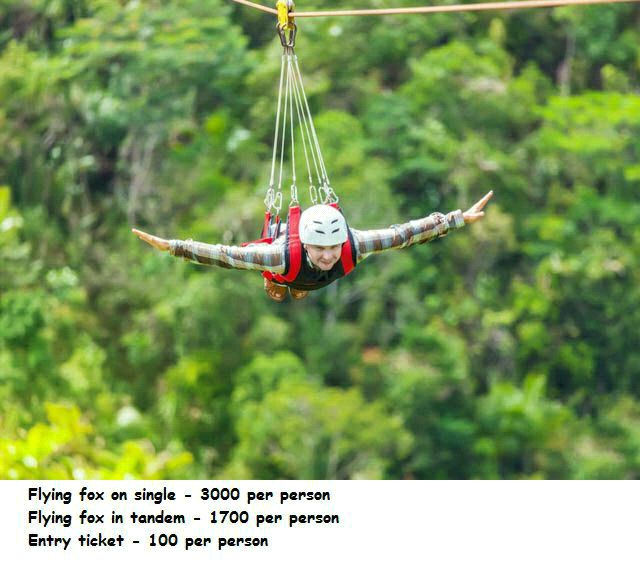 Flying fox on single - 3000 per person
Flying fox in tandem - 1700 per person
Entry ticket - 100 per person